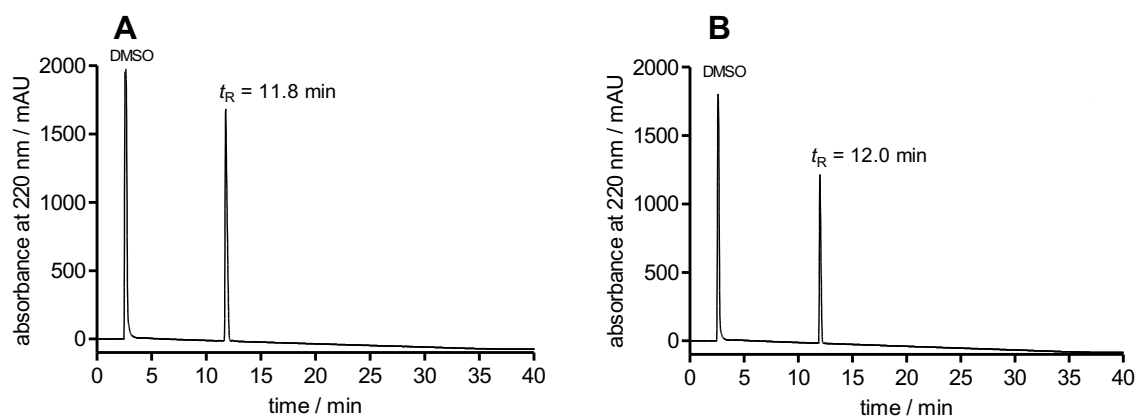 A
DMSO
tR = 11.8 min
2000
1500
1000
500
0
absorbance at 220 nm / mAU
0 5 10 15 20 25 30 35 40
time / min
B
DMSO
tR = 12.0 min
2000
1500
1000
500
0
absorbance at 220 nm / mAU
0 5 10 15 20 25 30 35 40
time / min